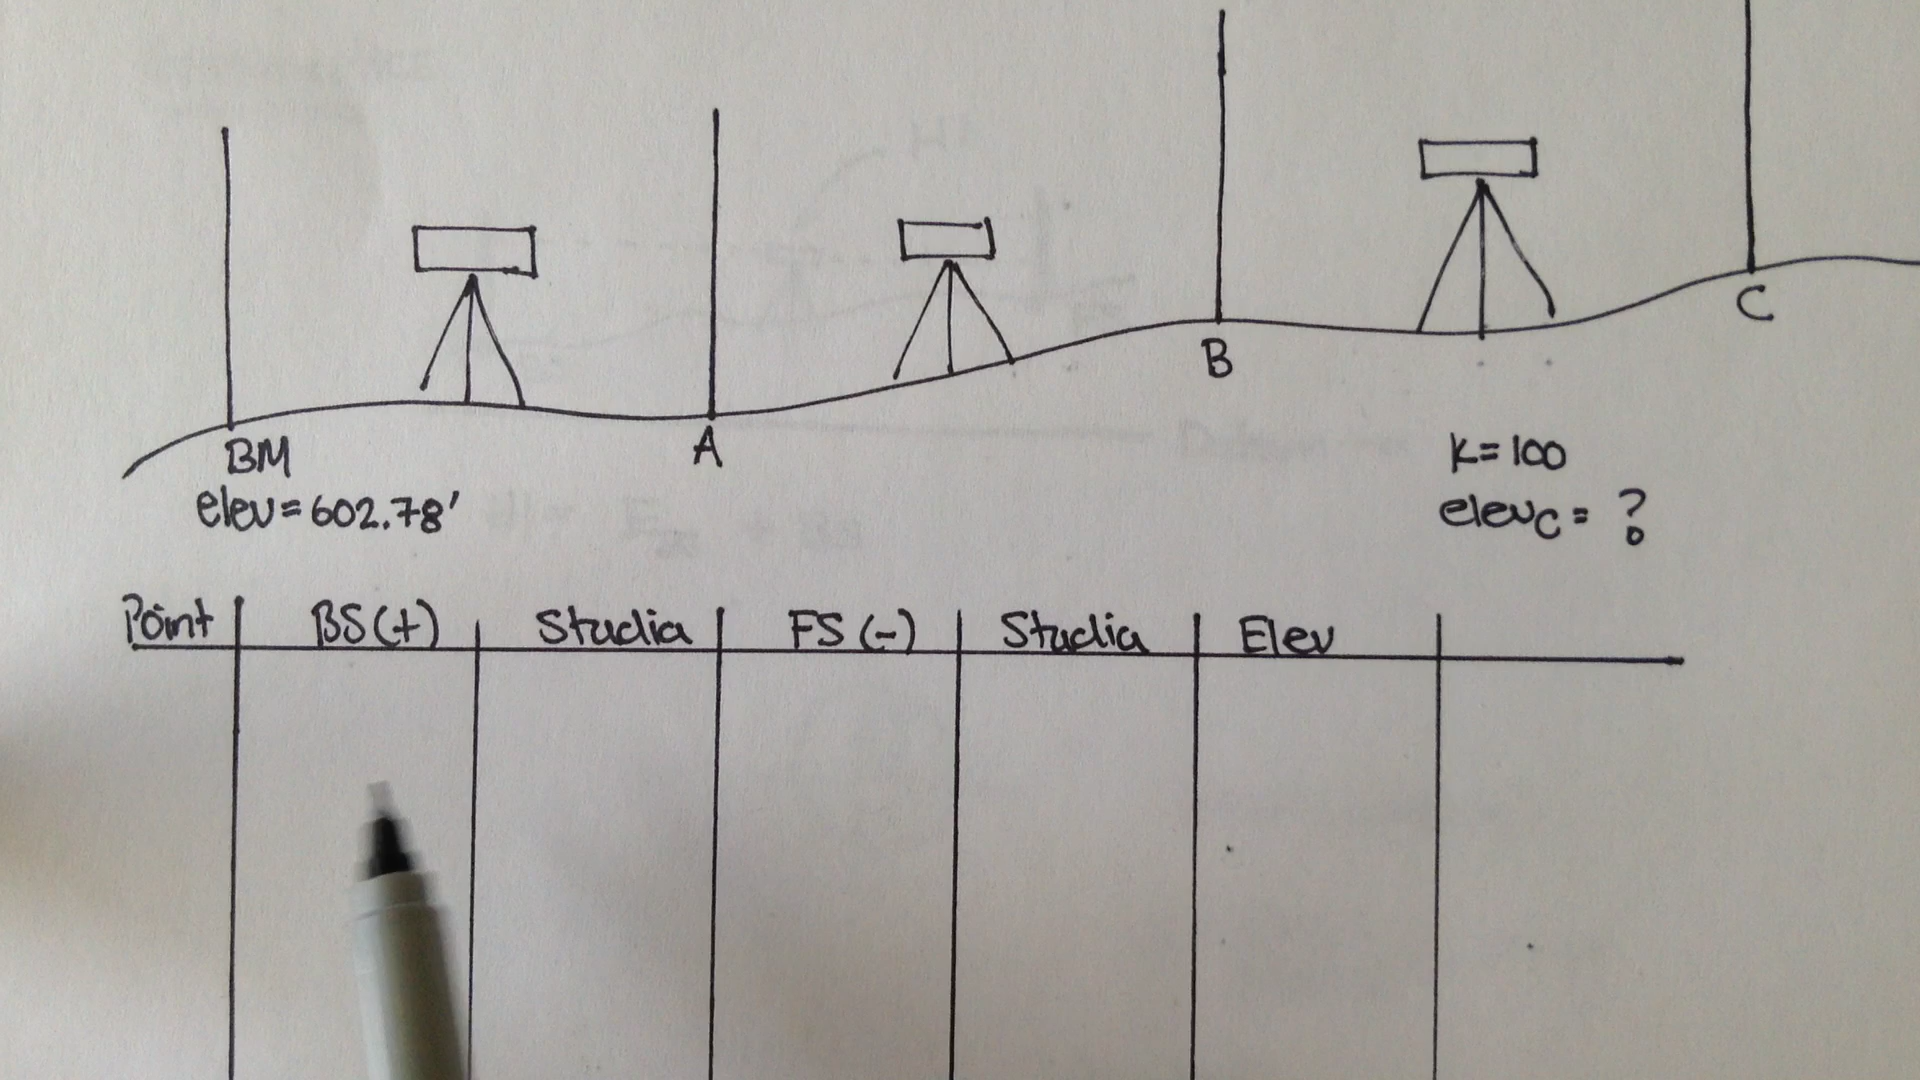 A
B
C
BM
elev=602.78'
K=100
elevc= ?
Point BS(+) Stadia FS(-) Stadia Elev